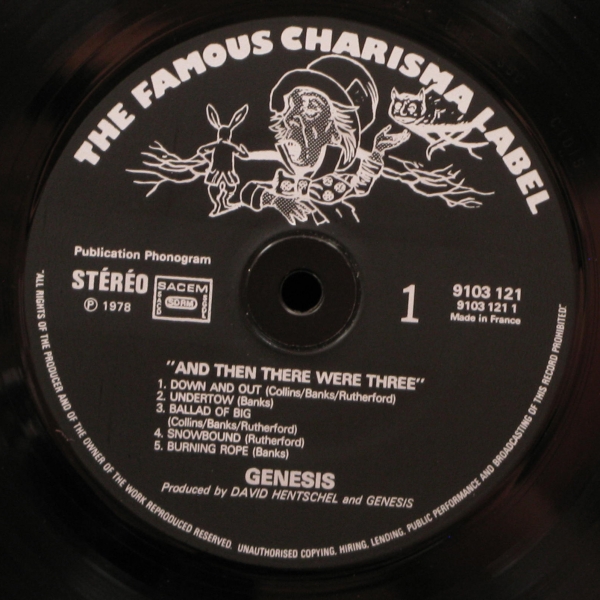 THE FAMOUS CHARISMA LABEL
Publication Phonogram
STÉRÉO
℗ 1978
SACEM
SACD
SDRM
SGDL
1
9103 121
9103 121 1
Made in France
"AND THEN THERE WERE THREE"
1. DOWN AND OUT (Collins/Banks/Rutherford)
2. UNDERTOW (Banks)
3. BALLAD OF BIG
(Collins/Banks/Rutherford)
4. SNOWBOUND (Rutherford)
5. BURNING ROPE (Banks)
GENESIS
Produced by DAVID HENTSCHEL and GENESIS
"ALL RIGHTS OF THE PRODUCER AND OF THE OWNER OF THE WORK REPRODUCED RESERVED. UNAUTHORISED COPYING, HIRING, LENDING, PUBLIC PERFORMANCE AND BROADCASTING OF THIS RECORD PROHIBITED."